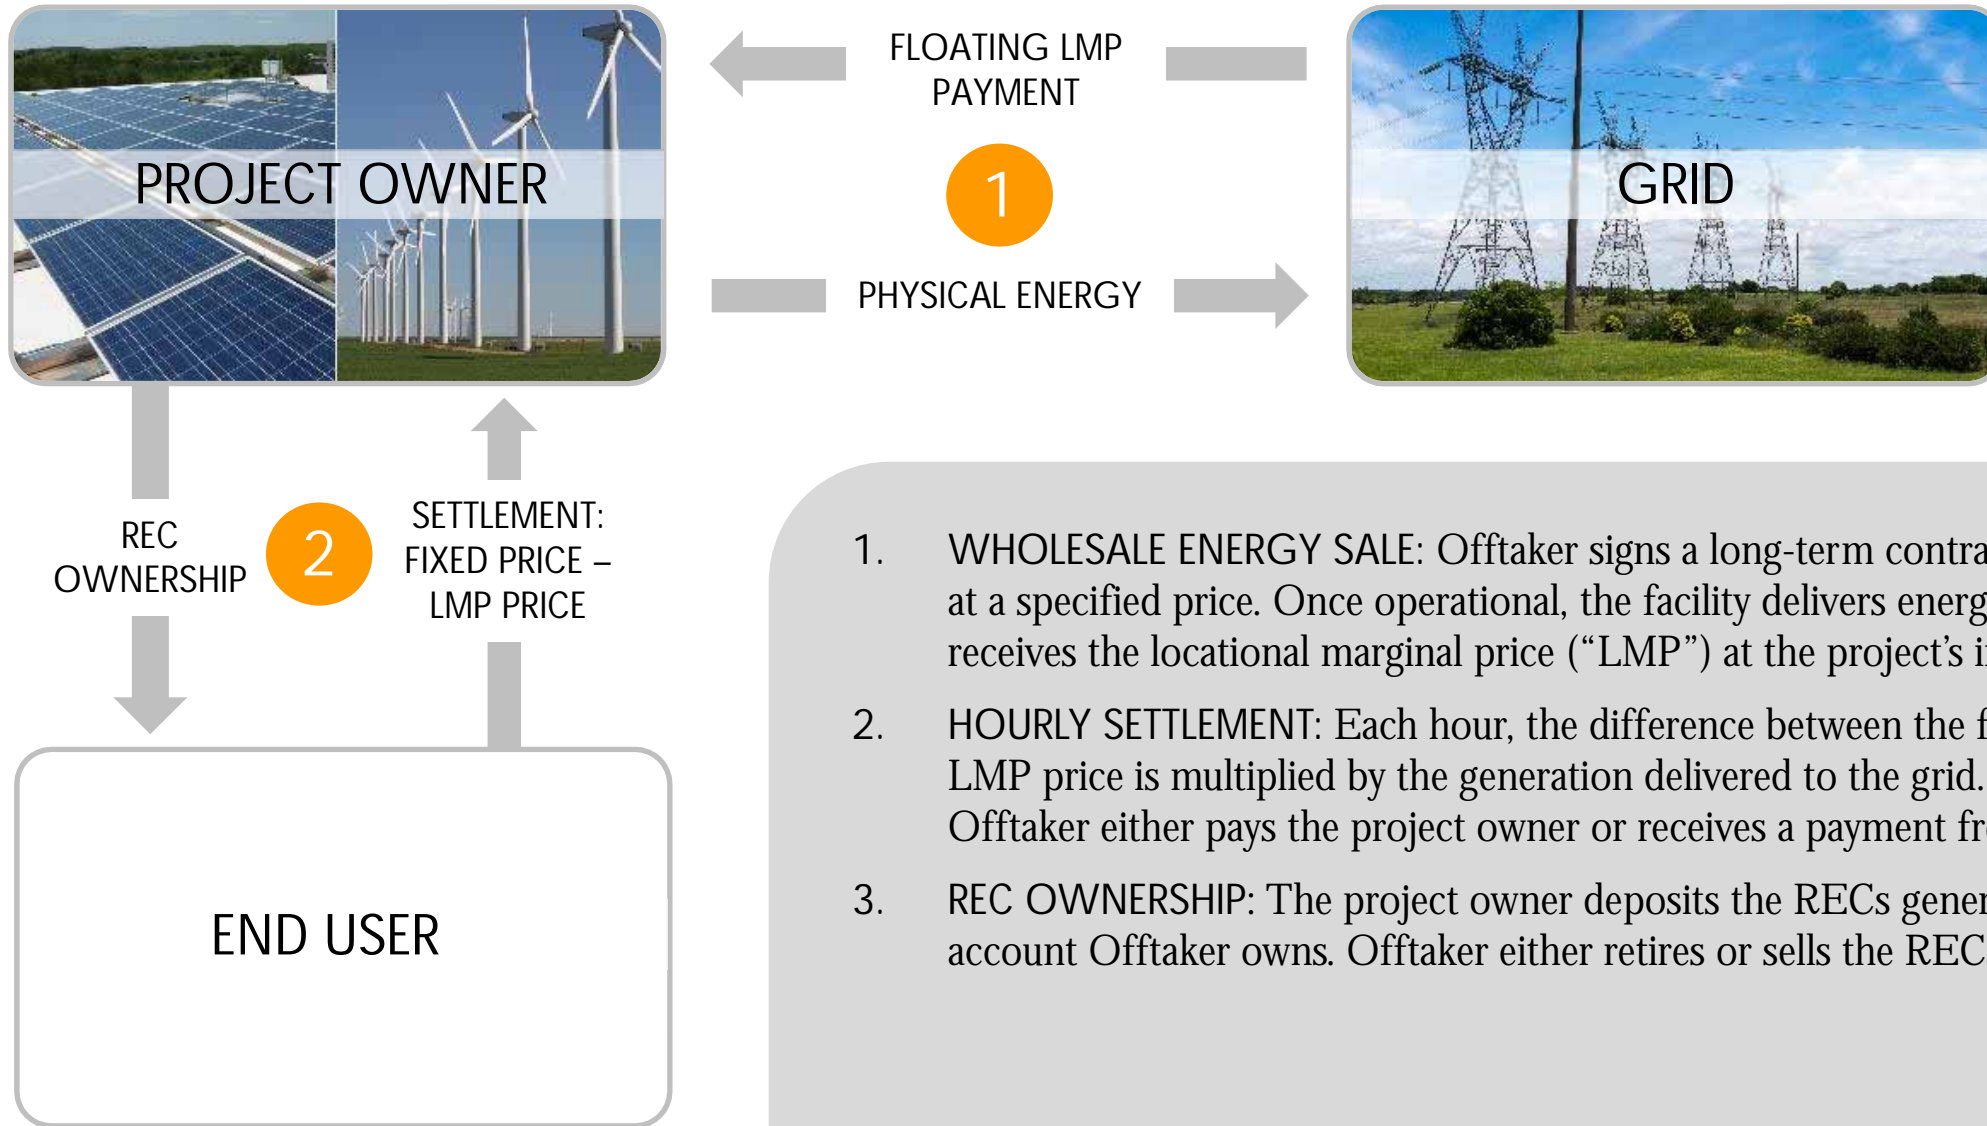 FLOATING LMP
PAYMENT
PROJECT OWNER
1
GRID
PHYSICAL ENERGY
REC
OWNERSHIP
2
SETTLEMENT:
FIXED PRICE –
LMP PRICE
END USER
1. WHOLESALE ENERGY SALE: Offtaker signs a long-term
at a specified price. Once operational, the facility delivers
receives the locational marginal price (“LMP”) at the project’s
2. HOURLY SETTLEMENT: Each hour, the difference between the
LMP price is multiplied by the generation delivered to the grid.
Offtaker either pays the project owner or receives a payment
3. REC OWNERSHIP: The project owner deposits the RECs
account Offtaker owns. Offtaker either retires or sells the